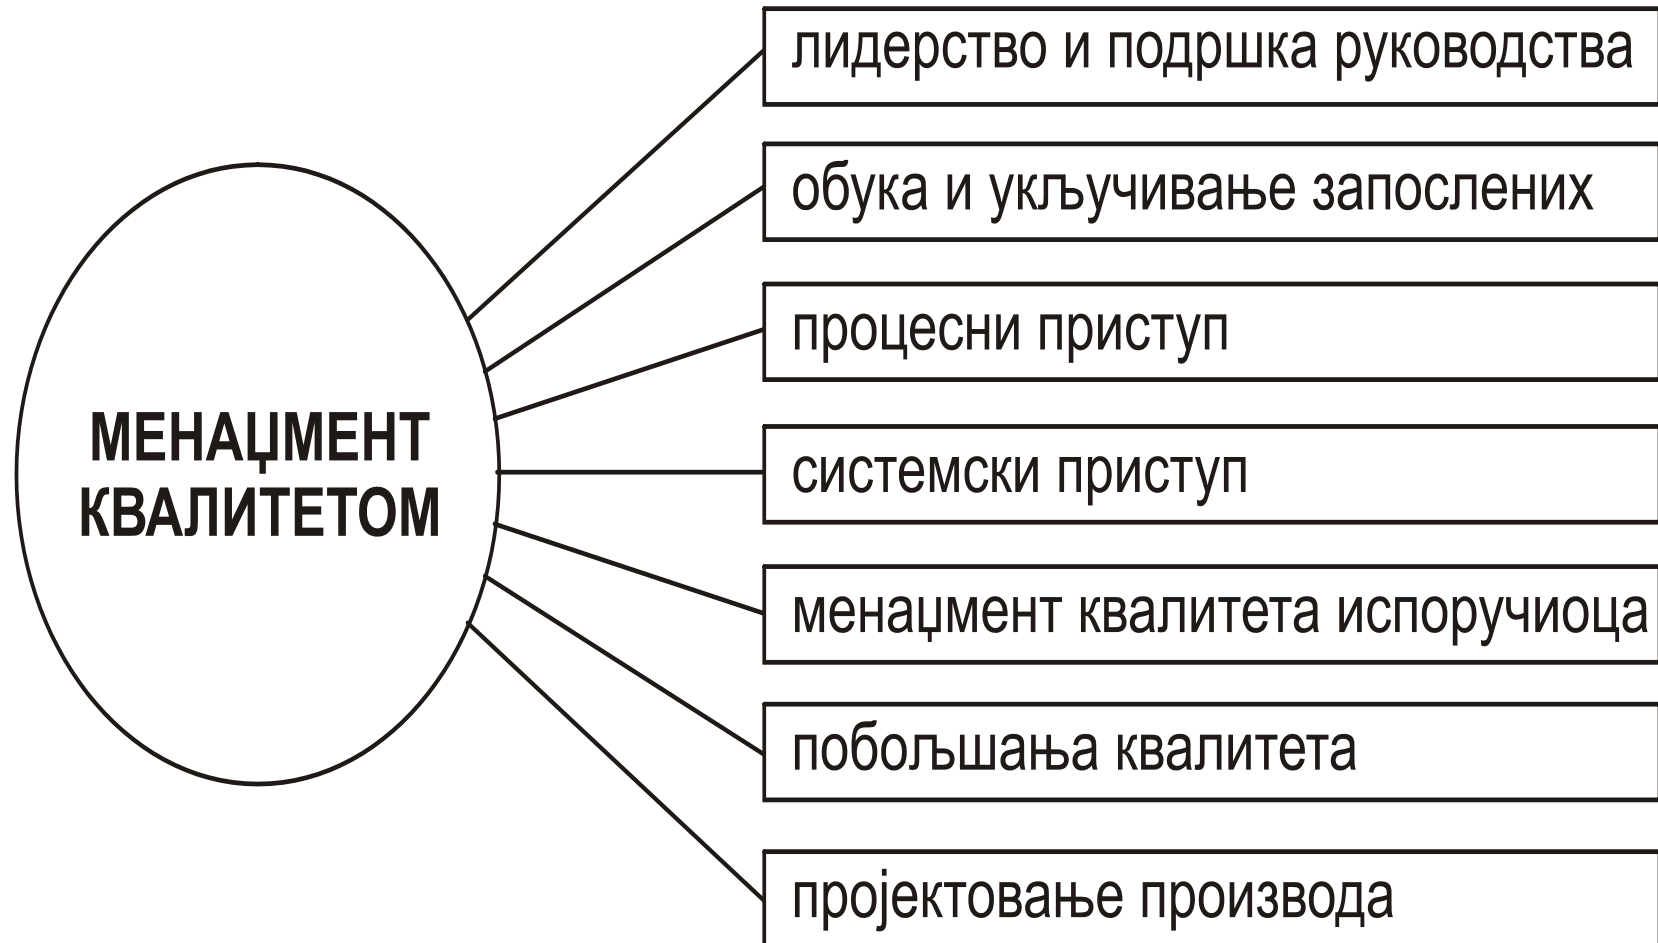 МЕНАЏМЕНТ
КВАЛИТЕТОМ
лидерство и подршка руководства
обука и укључивање запослених
процесни приступ
системски приступ
менаџмент квалитета испоручиоца
побољшања квалитета
пројектовање производа